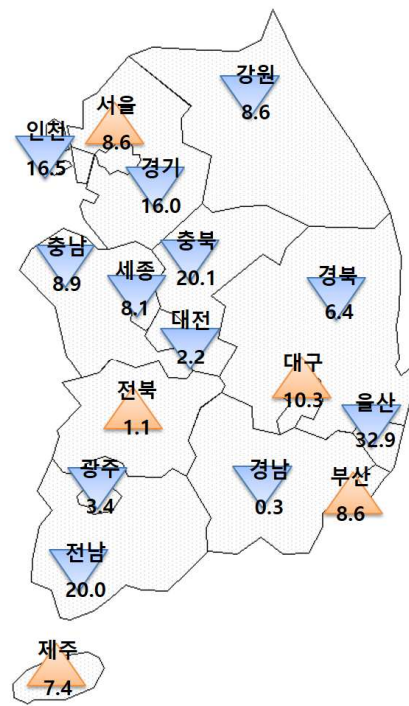 강원
8.6
서울
8.6
인천
16.5
경기
16.0
충북
20.1
충남
8.9
세종
8.1
경북
6.4
대전
2.2
대구
10.3
전북
1.1
울산
32.9
광주
3.4
경남
0.3
부산
8.6
전남
20.0
제주
7.4